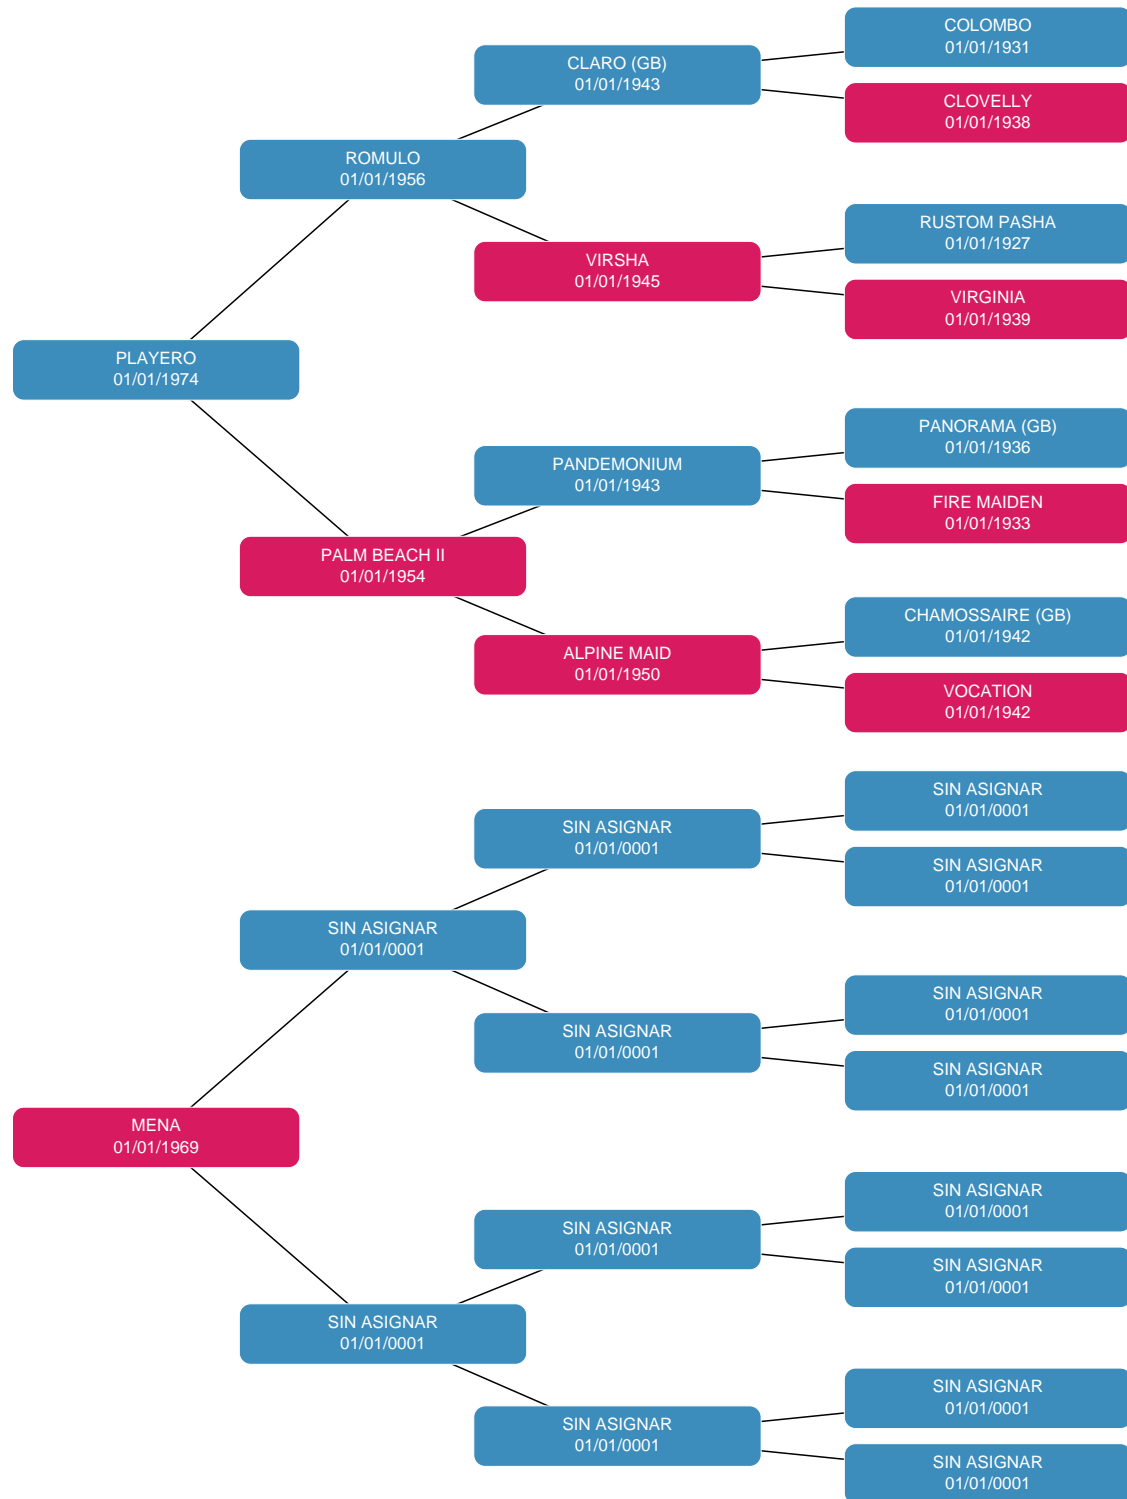 COLOMBO
01/01/1931
CLARO (GB)
01/01/1943
CLOVELLY
01/01/1938
ROMULO
01/01/1956
RUSTOM PASHA
01/01/1927
VIRSHA
01/01/1945
VIRGINIA
01/01/1939
PLAYERO
01/01/1974
PANORAMA (GB)
01/01/1936
PANDEMONIUM
01/01/1943
FIRE MAIDEN
01/01/1933
PALM BEACH II
01/01/1954
CHAMOSSAIRE (GB)
01/01/1942
ALPINE MAID
01/01/1950
VOCATION
01/01/1942
SIN ASIGNAR
01/01/0001
SIN ASIGNAR
01/01/0001
SIN ASIGNAR
01/01/0001
SIN ASIGNAR
01/01/0001
SIN ASIGNAR
01/01/0001
SIN ASIGNAR
01/01/0001
SIN ASIGNAR
01/01/0001
MENA
01/01/1969
SIN ASIGNAR
01/01/0001
SIN ASIGNAR
01/01/0001
SIN ASIGNAR
01/01/0001
SIN ASIGNAR
01/01/0001
SIN ASIGNAR
01/01/0001
SIN ASIGNAR
01/01/0001
SIN ASIGNAR
01/01/0001